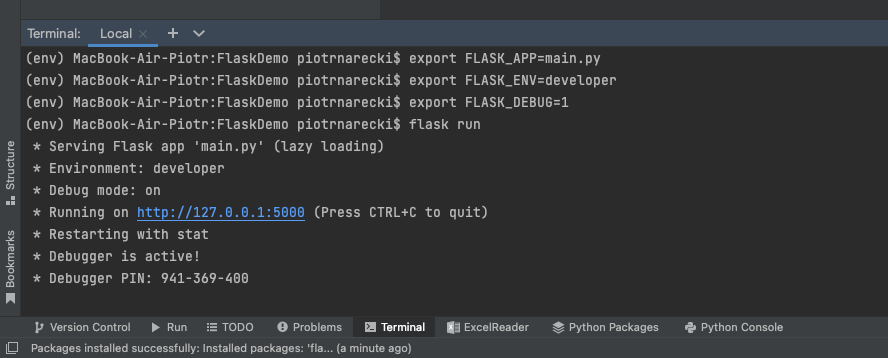 Terminal: Local × + ∨
(env) MacBook-Air-Piotr:FlaskDemo piotrnarecki$ export FLASK_APP=main.py
(env) MacBook-Air-Piotr:FlaskDemo piotrnarecki$ export FLASK_ENV=developer
(env) MacBook-Air-Piotr:FlaskDemo piotrnarecki$ export FLASK_DEBUG=1
(env) MacBook-Air-Piotr:FlaskDemo piotrnarecki$ flask run
* Serving Flask app 'main.py' (lazy loading)
* Environment: developer
* Debug mode: on
* Running on http://127.0.0.1:5000 (Press CTRL+C to quit)
* Restarting with stat
* Debugger is active!
* Debugger PIN: 941-369-400
Structure
Bookmarks
Version Control Run TODO Problems Terminal ExcelReader Python Packages Python Console
Packages installed successfully: Installed packages: 'fla... (a minute ago)